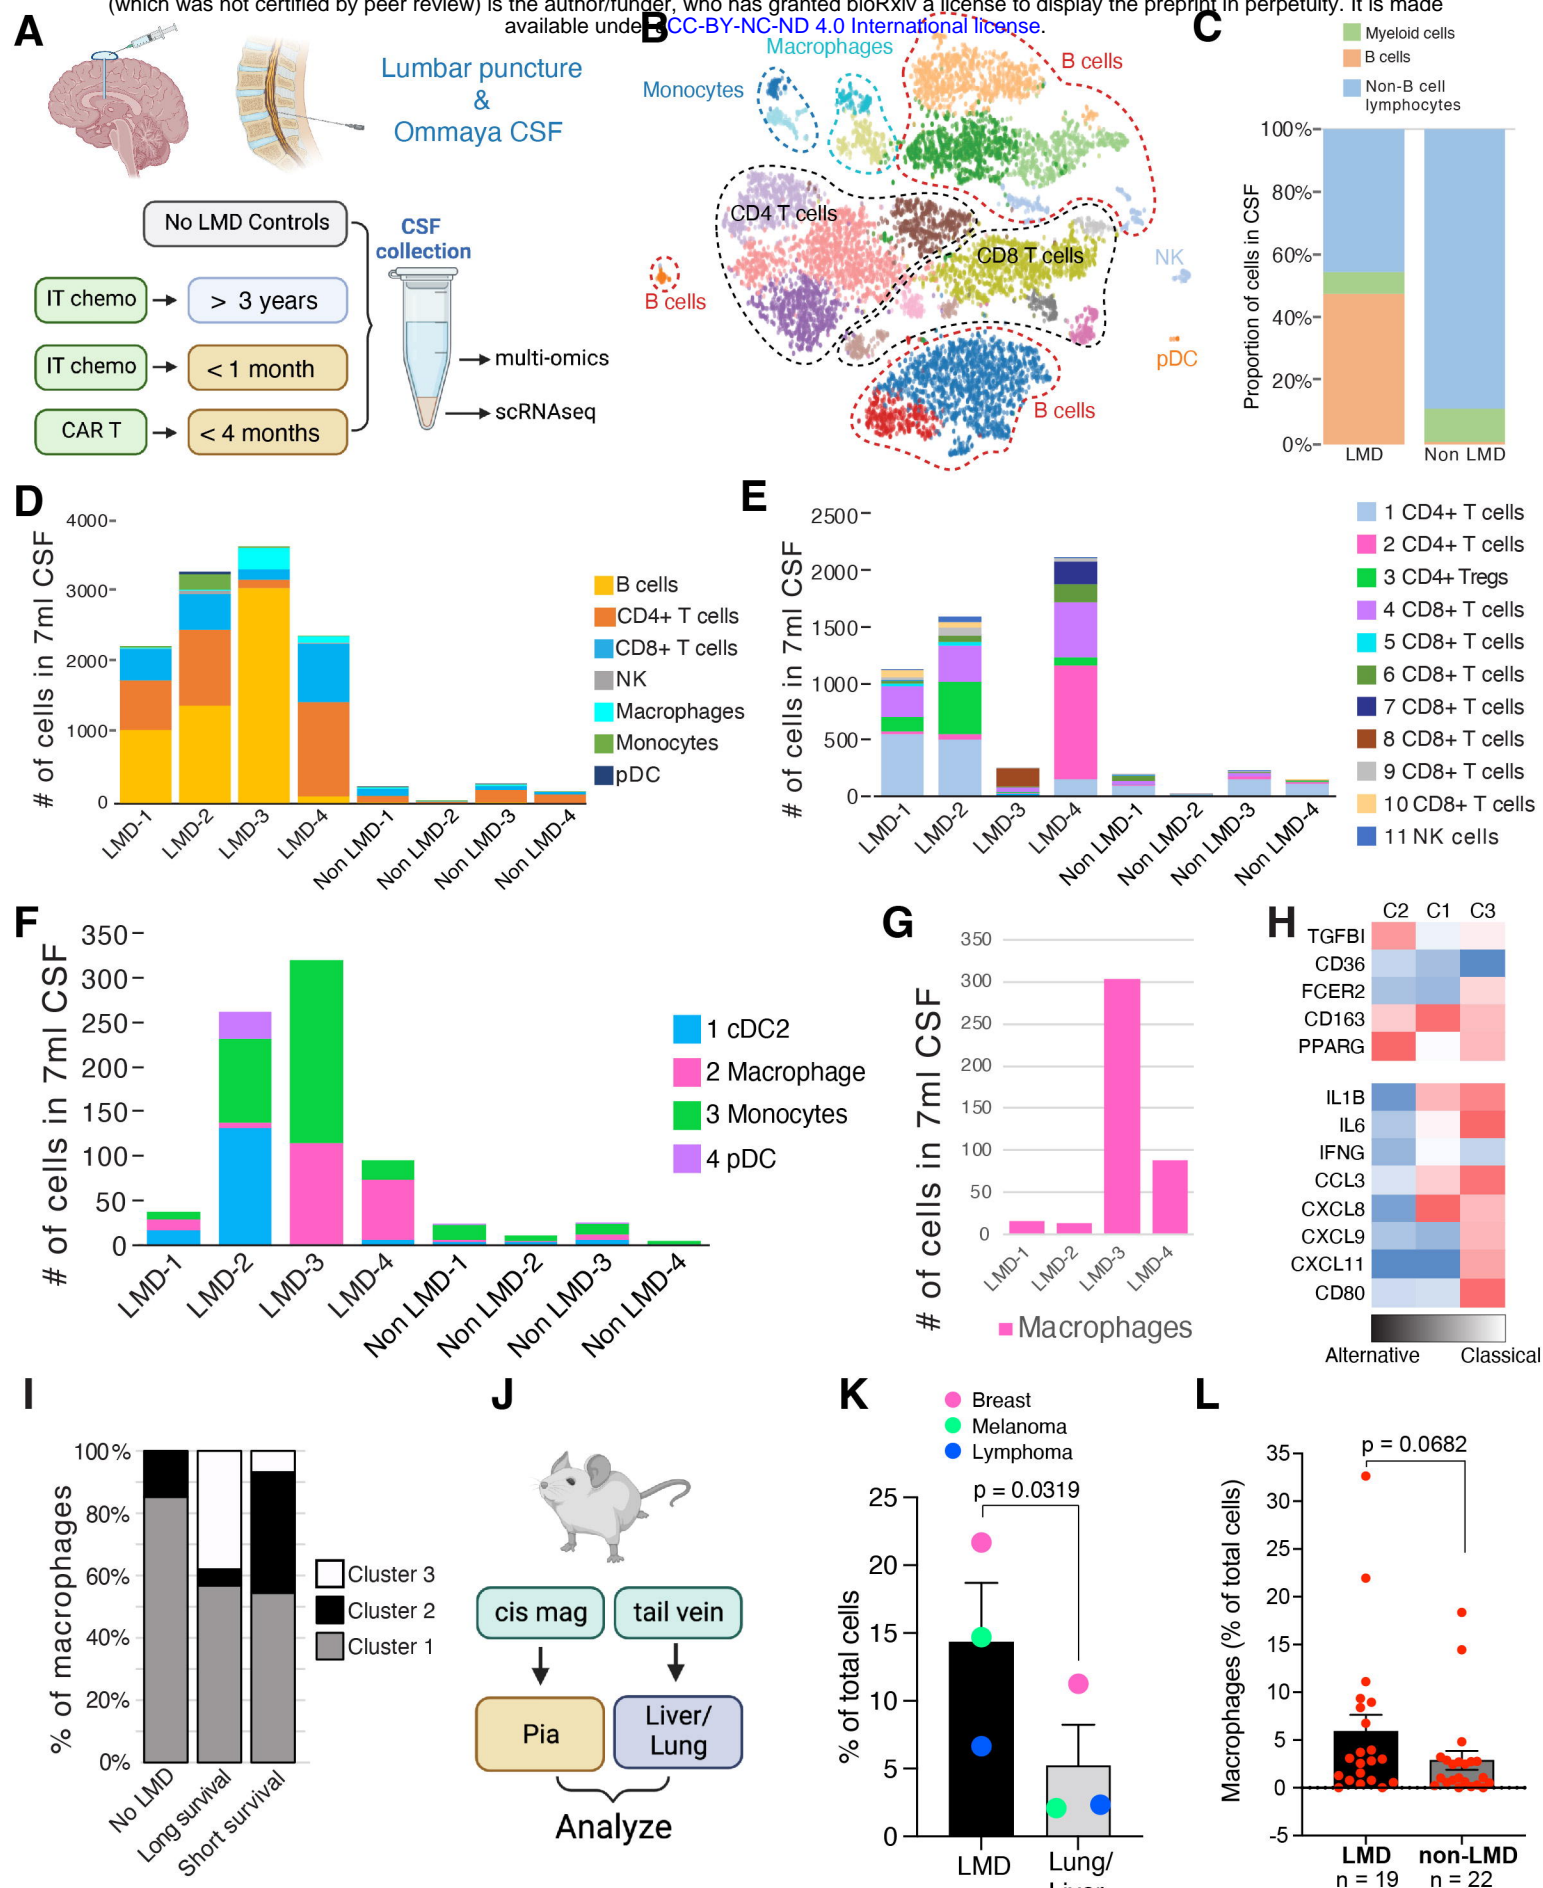 (which was not certified by peer review) is the author/funder, who has granted bioRxiv a license to display the preprint in perpetuity. It is made
available under CC-BY-NC-ND 4.0 International license.
A
Lumbar puncture
&
Ommaya CSF
No LMD Controls
IT chemo
> 3 years
IT chemo
< 1 month
CAR T
< 4 months
CSF
collection
multi-omics
scRNAseq
B
Macrophages
Monocytes
B cells
CD4 T cells
CD8 T cells
NK
B cells
pDC
B cells
C
Myeloid cells
B cells
Non-B cell
lymphocytes
Proportion of cells in CSF
100%
80%
60%
40%
20%
0%
LMD
Non LMD
D
# of cells in 7ml CSF
4000
3000
2000
1000
0
LMD-1
LMD-2
LMD-3
LMD-4
Non LMD-1
Non LMD-2
Non LMD-3
Non LMD-4
B cells
CD4+ T cells
CD8+ T cells
NK
Macrophages
Monocytes
pDC
E
# of cells in 7ml CSF
2500
2000
1500
1000
500
0
LMD-1
LMD-2
LMD-3
LMD-4
Non LMD-1
Non LMD-2
Non LMD-3
Non LMD-4
1 CD4+ T cells
2 CD4+ T cells
3 CD4+ Tregs
4 CD8+ T cells
5 CD8+ T cells
6 CD8+ T cells
7 CD8+ T cells
8 CD8+ T cells
9 CD8+ T cells
10 CD8+ T cells
11 NK cells
F
# of cells in 7ml CSF
350
300
250
200
150
100
50
0
LMD-1
LMD-2
LMD-3
LMD-4
Non LMD-1
Non LMD-2
Non LMD-3
Non LMD-4
1 cDC2
2 Macrophage
3 Monocytes
4 pDC
G
# of cells in 7ml CSF
350
300
250
200
150
100
50
0
LMD-1
LMD-2
LMD-3
LMD-4
Macrophages
H
C2 C1 C3
TGFBI
CD36
FCER2
CD163
PPARG
IL1B
IL6
IFNG
CCL3
CXCL8
CXCL9
CXCL11
CD80
Alternative Classical
I
% of macrophages
100%
80%
60%
40%
20%
0%
No LMD
Long survival
Short survival
Cluster 3
Cluster 2
Cluster 1
J
cis mag
tail vein
Pia
Liver/
Lung
Analyze
K
Breast
Melanoma
Lymphoma
p = 0.0319
% of total cells
25
20
15
10
5
0
LMD
Lung/
L
p = 0.0682
Macrophages (% of total cells)
35
30
25
20
15
10
5
0
-5
LMD
n = 19
non-LMD
n = 22